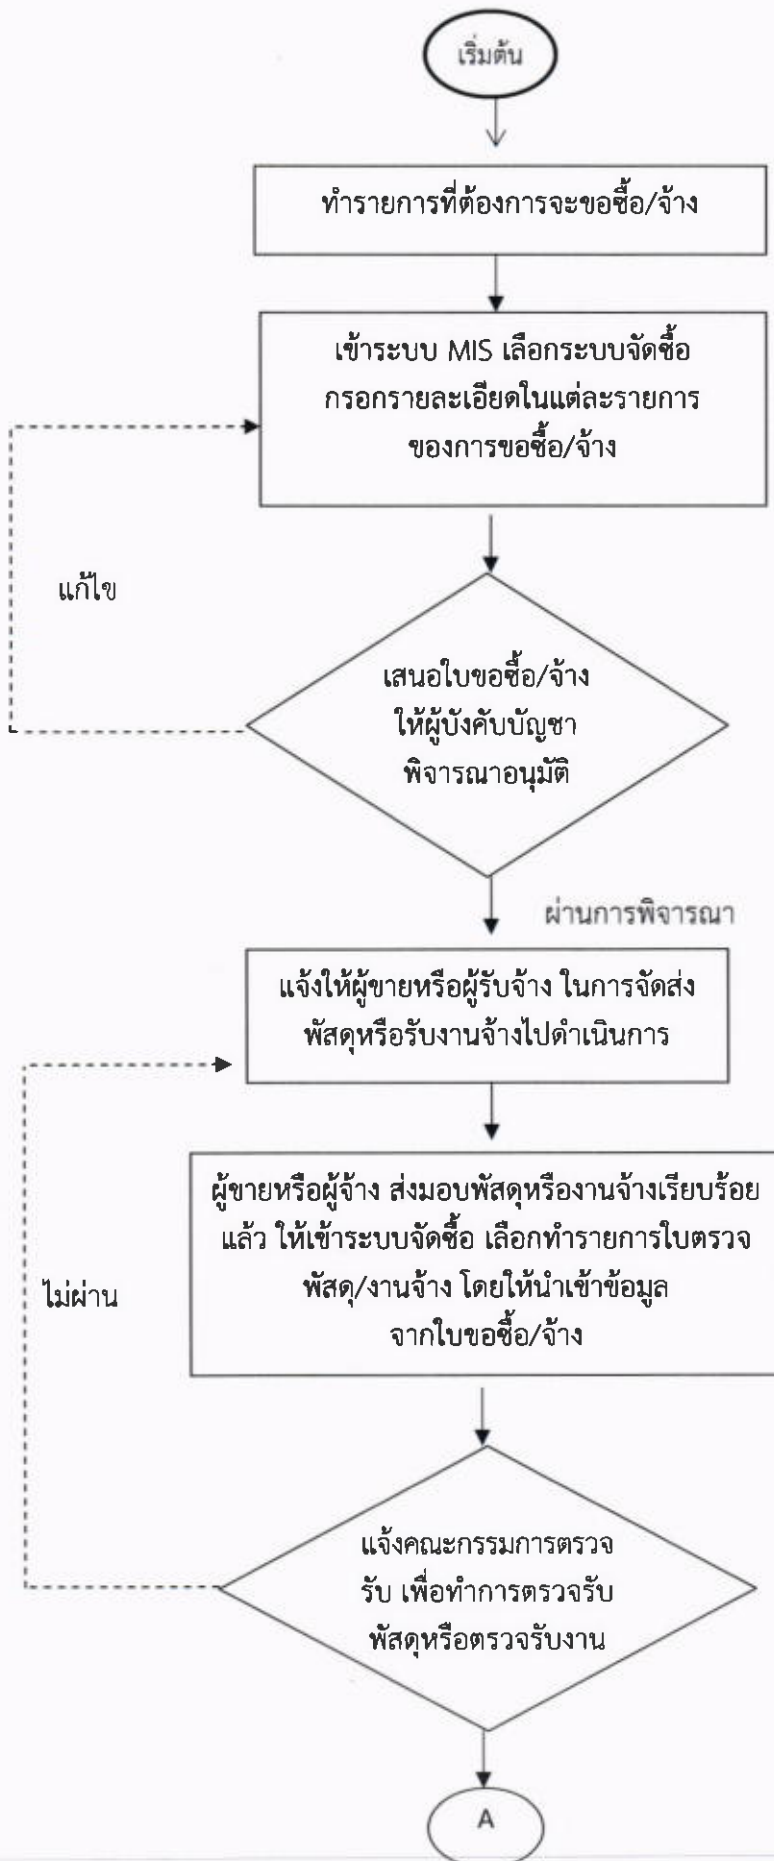 เริ่มต้น
ทำรายการที่ต้องการจะขอซื้อ/จ้าง
เข้าระบบ MIS เลือกระบบจัดซื้อ
กรอกรายละเอียดในแต่ละรายการ
ของการขอซื้อ/จ้าง
แก้ไข
เสนอใบขอซื้อ/จ้าง
ให้ผู้บังคับบัญชา
พิจารณาอนุมัติ
ผ่านการพิจารณา
แจ้งให้ผู้ขายหรือผู้รับจ้าง ในการจัดส่ง
พัสดุหรือรับงานจ้างไปดำเนินการ
ผู้ขายหรือผู้จ้าง ส่งมอบพัสดุหรืองานจ้างเรียบร้อย
แล้ว ให้เข้าระบบจัดซื้อ เลือกทำรายการใบตรวจ
พัสดุ/งานจ้าง โดยให้นำเข้าข้อมูล
จากใบขอซื้อ/จ้าง
ไม่ผ่าน
แจ้งคณะกรรมการตรวจ
รับ เพื่อทำการตรวจรับ
พัสดุหรือตรวจรับงาน
A